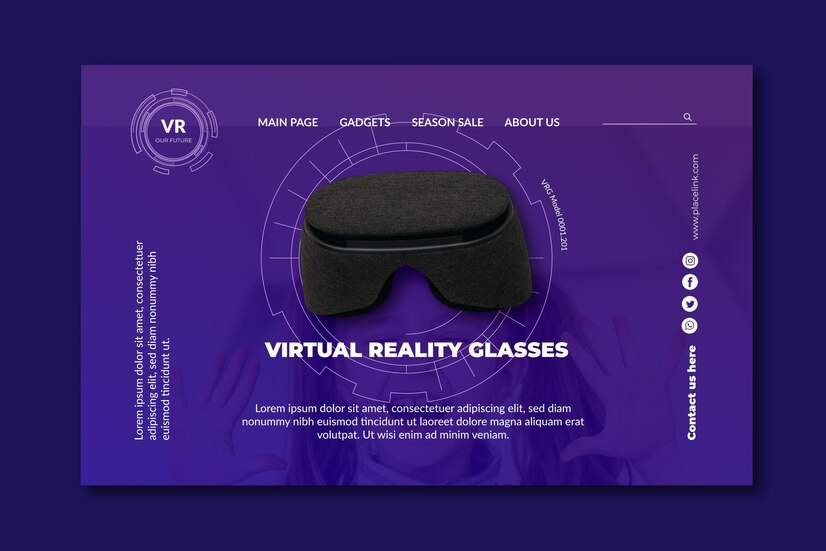 VR
OUR FUTURE
MAIN PAGE
GADGETS
SEASON SALE
ABOUT US
VRG Model 0001.201
www.placelink.com
Lorem ipsum dolor sit amet, consectetuer
adipiscing elit, sed diam nonummy nibh
euismod tincidunt ut.
VIRTUAL REALITY GLASSES
Lorem ipsum dolor sit amet, consectetuer adipiscing elit, sed diam
nonummy nibh euismod tincidunt ut laoreet dolore magna aliquam erat
volutpat. Ut wisi enim ad minim veniam.
Contact us here